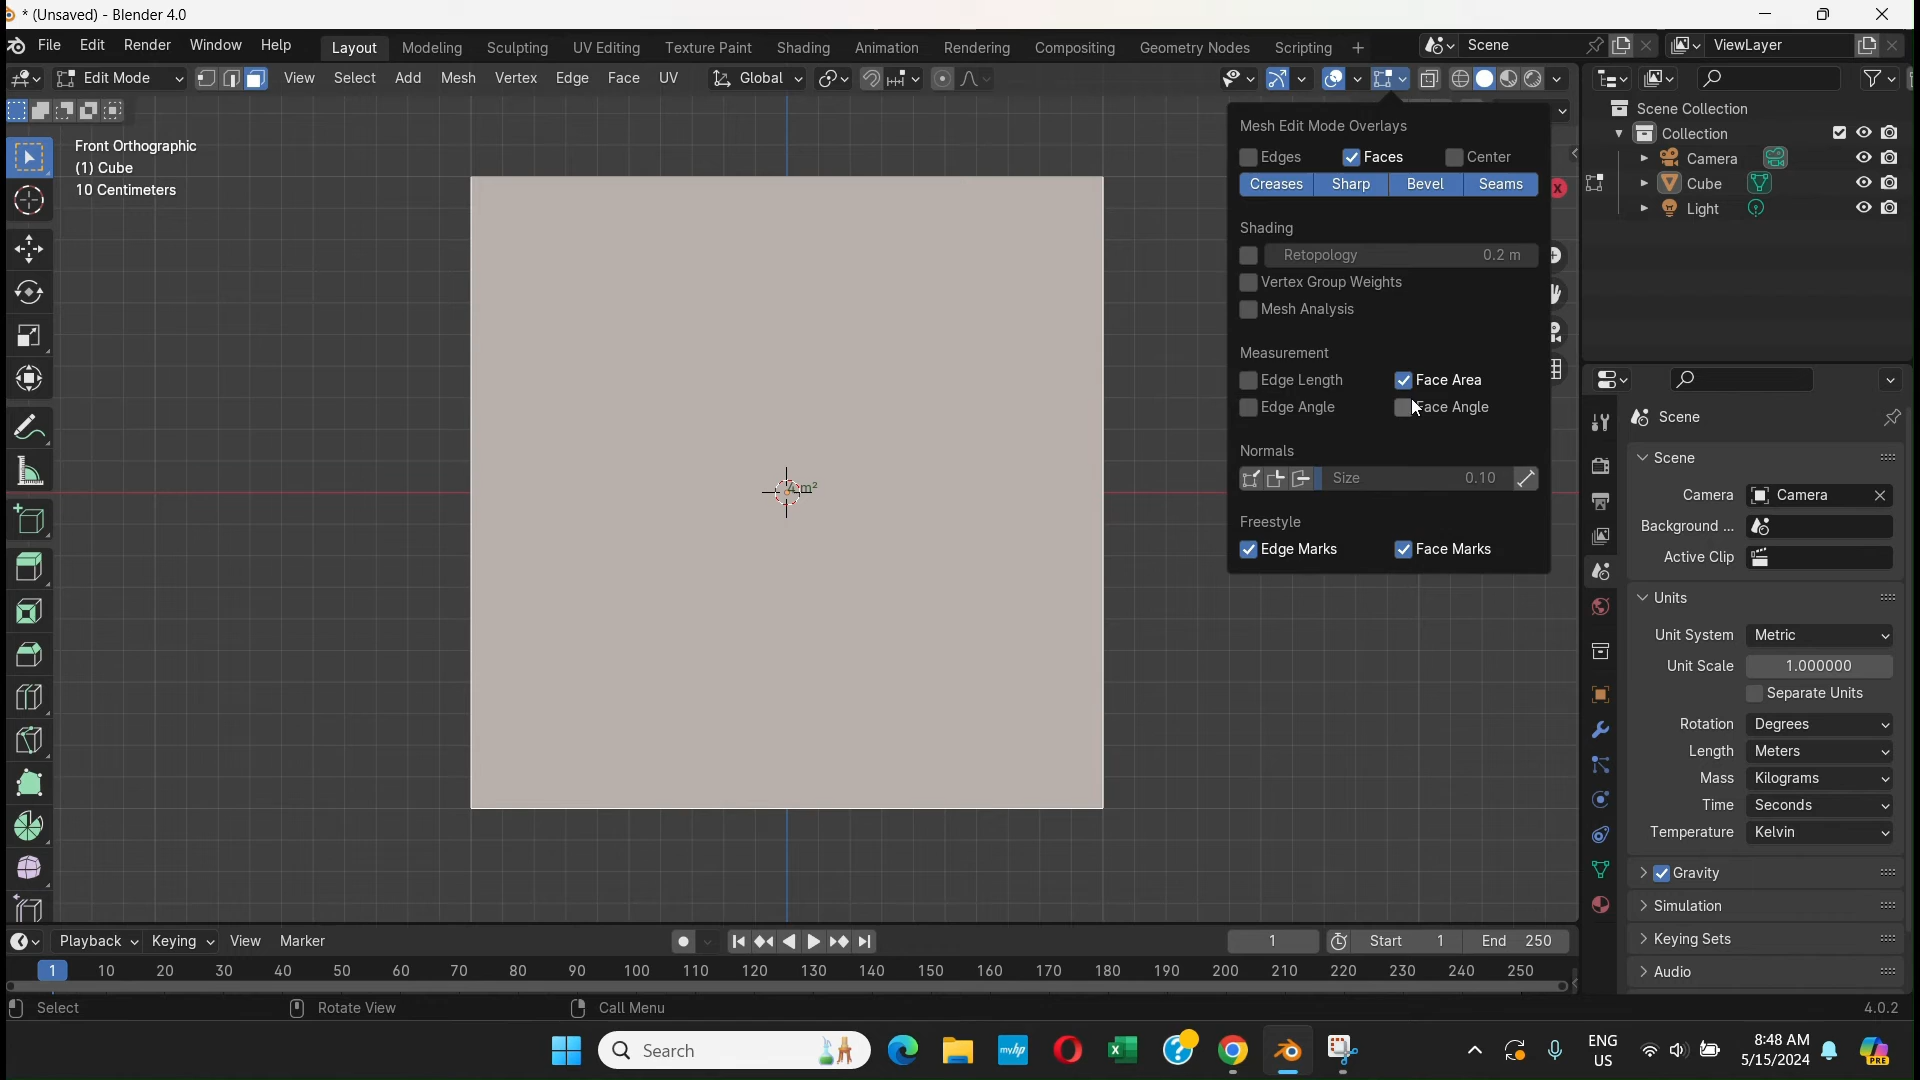 * (Unsaved) - Blender 4.0
File Edit Render Window Help Layout Modeling Sculpting UV Editing Texture Paint Shading Animation Rendering Compositing Geometry Nodes Scripting + Scene ViewLayer
Edit Mode View Select Add Mesh Vertex Edge Face UV Global
Front Orthographic
(1) Cube
10 Centimeters
4 m²
Mesh Edit Mode Overlays
Edges Faces Center
Creases Sharp Bevel Seams
Shading
Retopology 0.2 m
Vertex Group Weights
Mesh Analysis
Measurement
Edge Length Face Area
Edge Angle Face Angle
Normals
Size 0.10
Freestyle
Edge Marks Face Marks
X
Scene Collection
Collection
Camera
Cube
Light
Scene
Scene
Camera Camera
Background ...
Active Clip
Units
Unit System Metric
Unit Scale 1.000000
Separate Units
Rotation Degrees
Length Meters
Mass Kilograms
Time Seconds
Temperature Kelvin
Gravity
Simulation
Keying Sets
Audio
Playback Keying View Marker 1 Start 1 End 250
1 10 20 30 40 50 60 70 80 90 100 110 120 130 140 150 160 170 180 190 200 210 220 230 240 250
Select Rotate View Call Menu 4.0.2
Search myhp ENG US 8:48 AM 5/15/2024 PRE